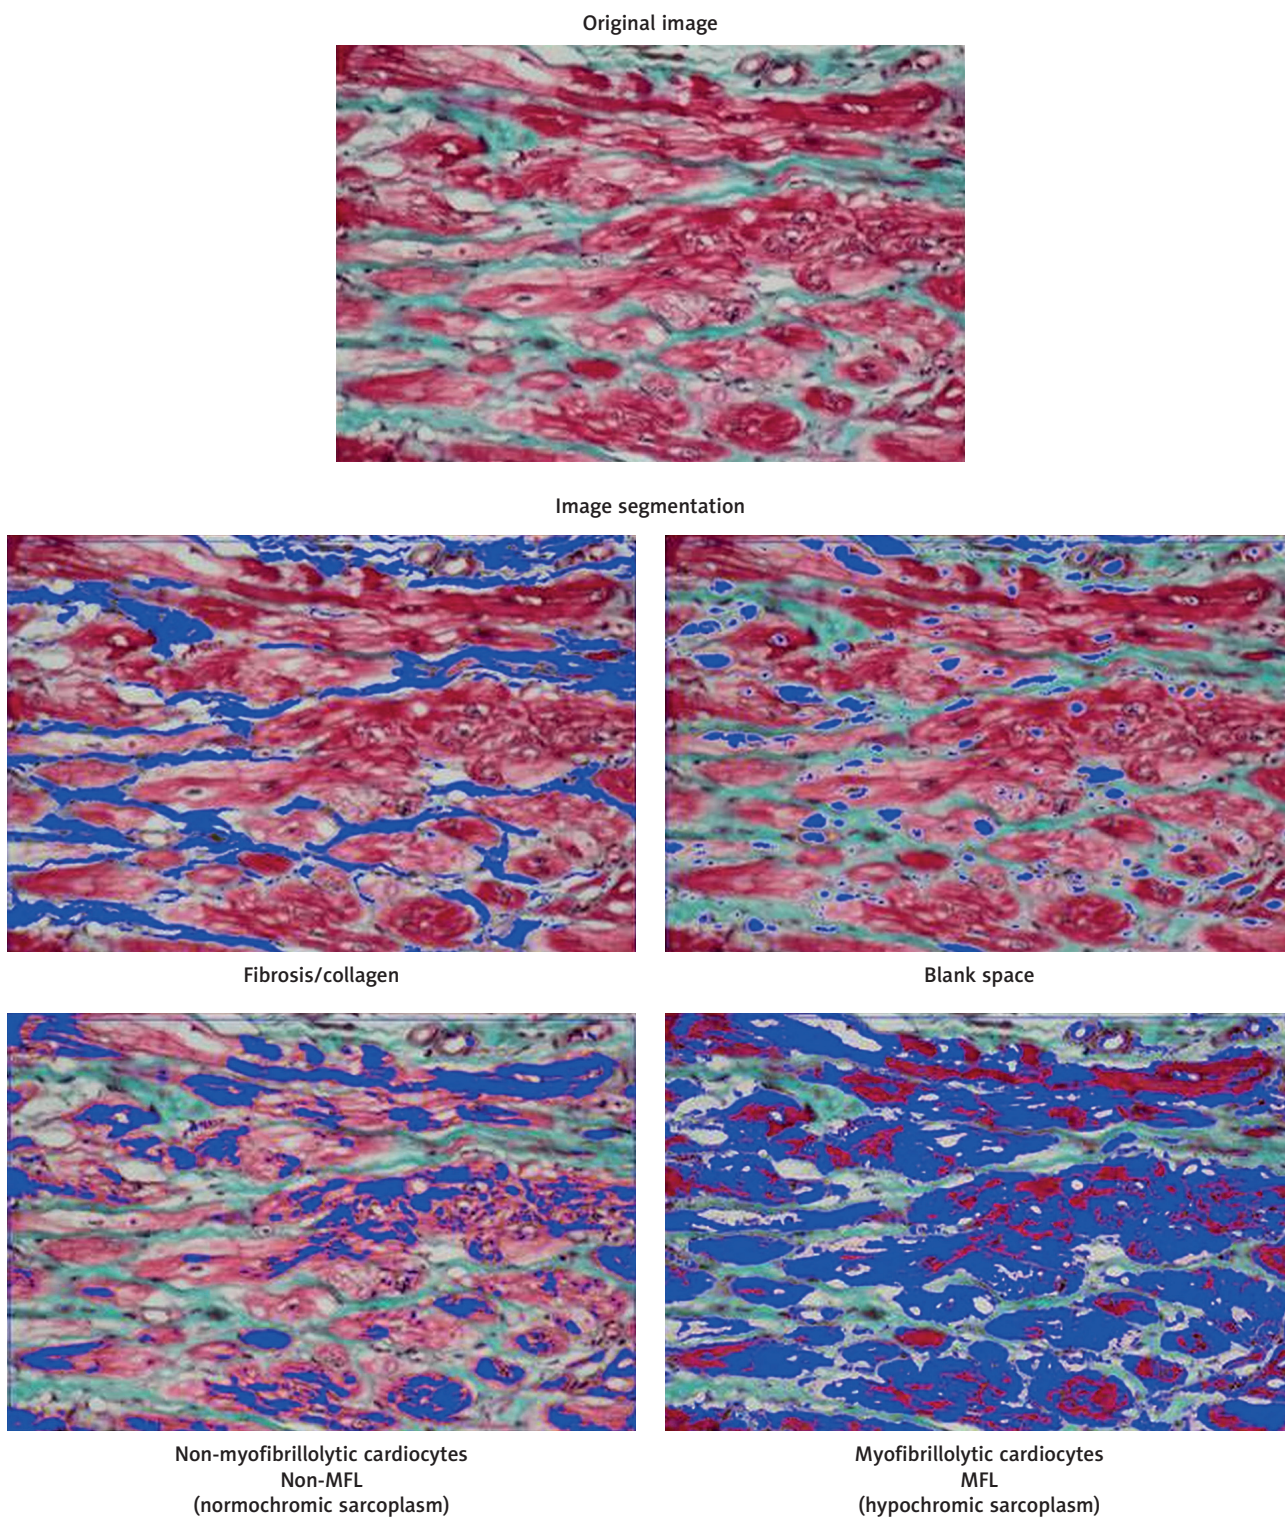 Original image
Image segmentation
Fibrosis/collagen
Blank space
Non-myofibrillolytic cardiocytes
Non-MFL
(normochromic sarcoplasm)
Myofibrillolytic cardiocytes
MFL
(hypochromic sarcoplasm)